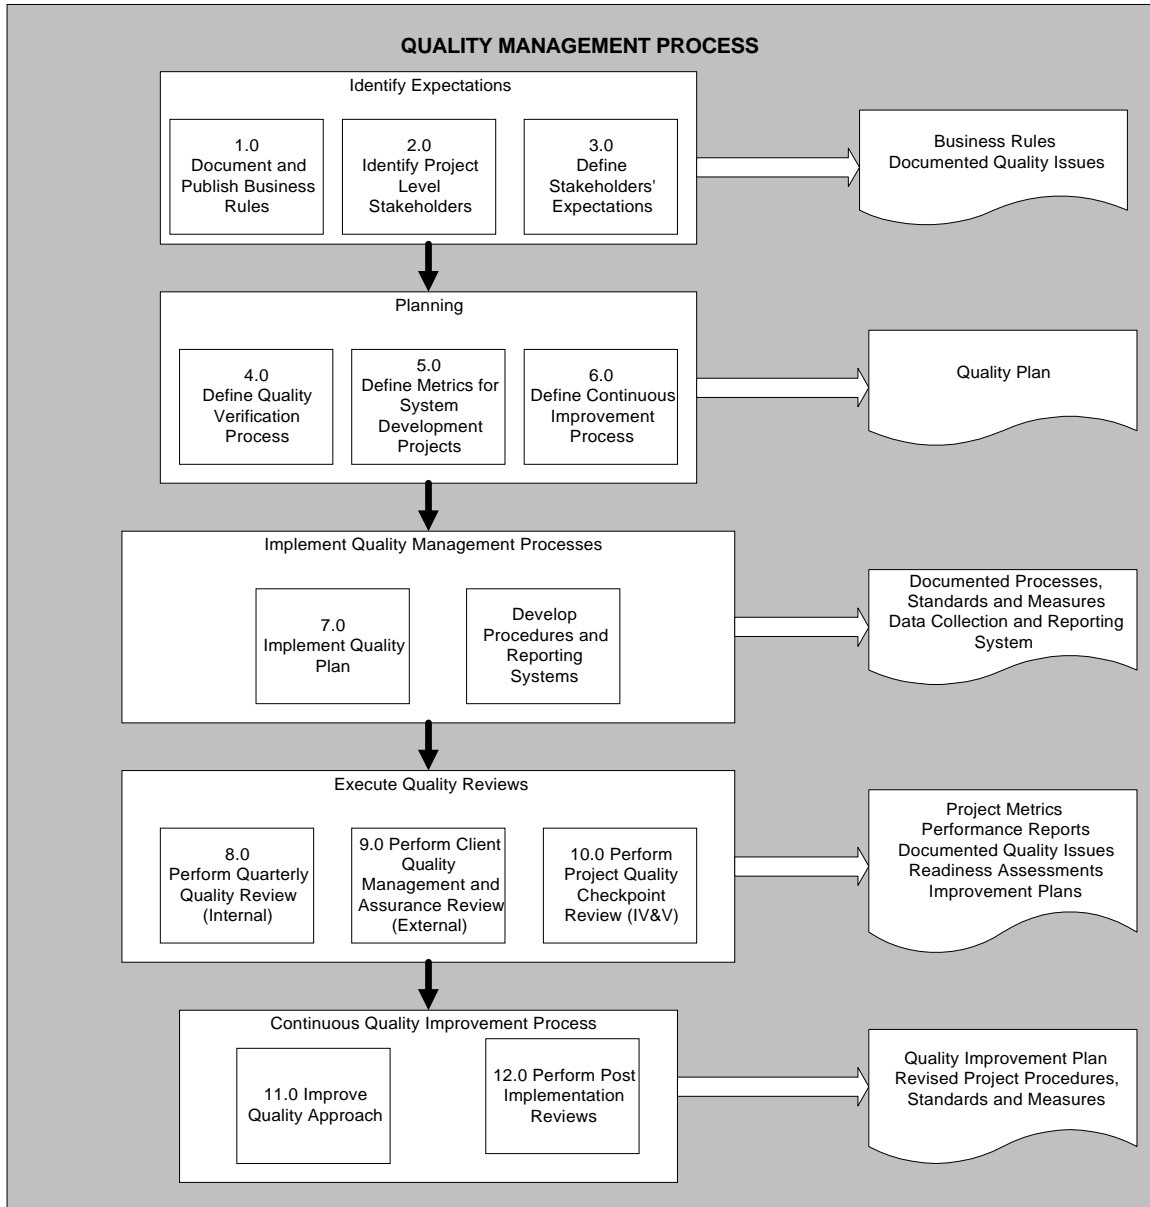 QUALITY MANAGEMENT PROCESS
Identify Expectations
1.0
Document and
Publish Business
Rules
2.0
Identify Project
Level
Stakeholders
3.0
Define
Stakeholders'
Expectations
Business Rules
Documented Quality Issues
Planning
4.0
Define Quality
Verification
Process
5.0
Define Metrics for
System
Development
Projects
6.0
Define Continuous
Improvement
Process
Quality Plan
Implement Quality Management Processes
7.0
Implement Quality
Plan
Develop
Procedures and
Reporting
Systems
Documented Processes,
Standards and Measures
Data Collection and Reporting
System
Execute Quality Reviews
8.0
Perform Quarterly
Quality Review
(Internal)
9.0 Perform Client
Quality
Management and
Assurance Review
(External)
10.0 Perform
Project Quality
Checkpoint
Review (IV&V)
Project Metrics
Performance Reports
Documented Quality Issues
Readiness Assessments
Improvement Plans
Continuous Quality Improvement Process
11.0 Improve
Quality Approach
12.0 Perform Post
Implementation
Reviews
Quality Improvement Plan
Revised Project Procedures,
Standards and Measures